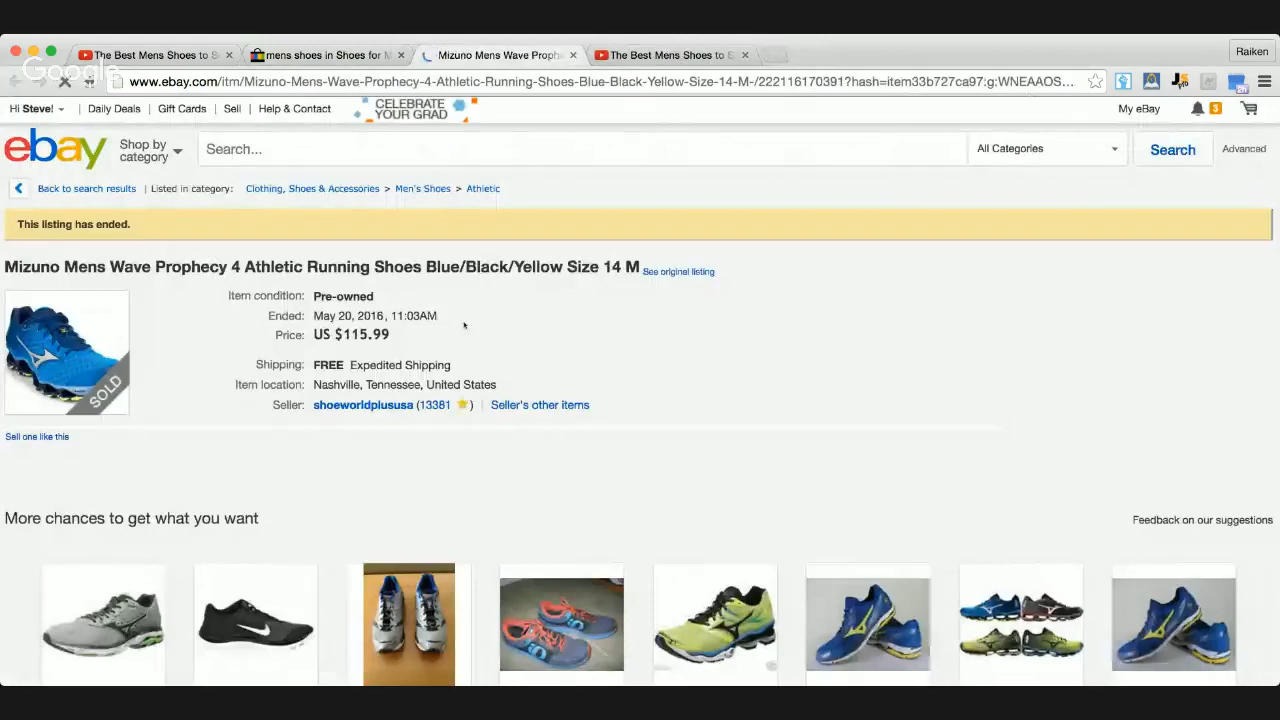 The Best Mens Shoes to S
mens shoes in Shoes for M
Mizuno Mens Wave Prophe
The Best Mens Shoes to S
Raiken
Google
www.ebay.com/itm/Mizuno-Mens-Wave-Prophecy-4-Athletic-Running-Shoes-Blue-Black-Yellow-Size-14-M-/222116170391?hash=item33b727ca97:g:WNEAAOS...
Hi Steve!
Daily Deals
Gift Cards
Sell
Help & Contact
CELEBRATE
YOUR GRAD
My eBay
3
ebay
Shop by
category
Search...
All Categories
Search
Advanced
Back to search results | Listed in category: Clothing, Shoes & Accessories > Men's Shoes > Athletic
This listing has ended.
Mizuno Mens Wave Prophecy 4 Athletic Running Shoes Blue/Black/Yellow Size 14 M See original listing
Item condition: Pre-owned
Ended: May 20, 2016, 11:03AM
Price: US $115.99
Shipping: FREE Expedited Shipping
Item location: Nashville, Tennessee, United States
Seller: shoeworldplususa (13381 ) | Seller's other items
SOLD
Sell one like this
More chances to get what you want
Feedback on our suggestions